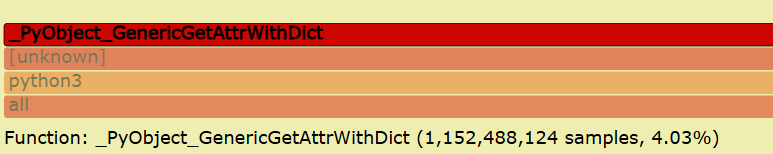 _PyObject_GenericGetAttrWithDict
[unknown]
python3
all
Function: _PyObject_GenericGetAttrWithDict (1,152,488,124 samples, 4.03%)